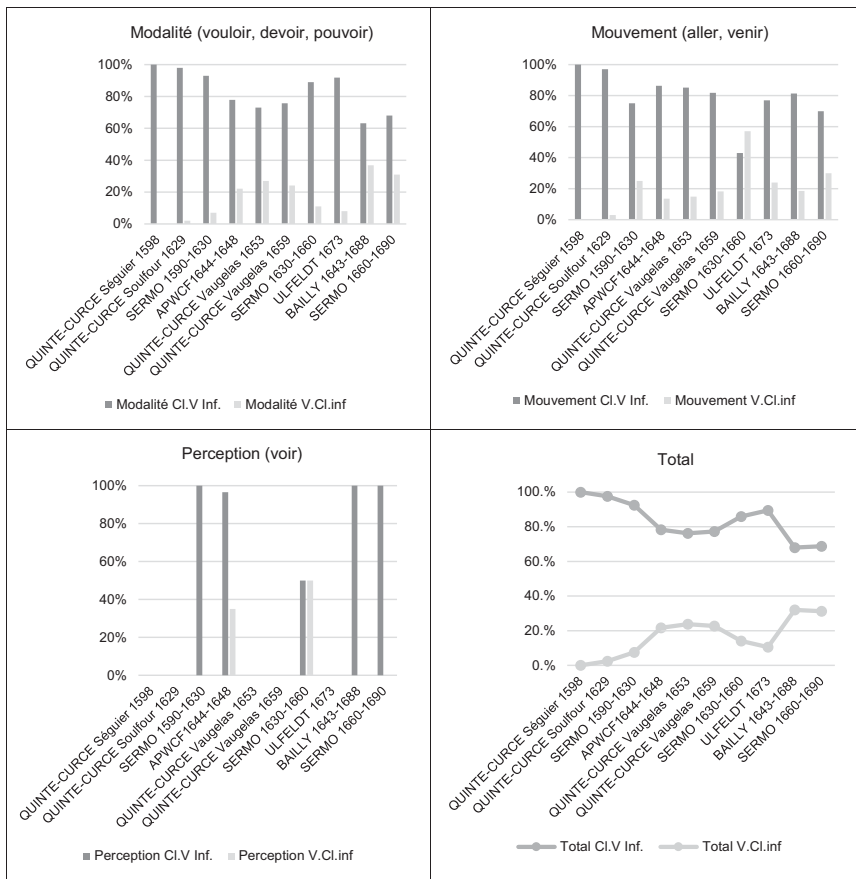 Modalité (vouloir, devoir, pouvoir)
100%
80%
60%
40%
20%
0%
QUINTE-CURCE Séguier 1598
QUINTE-CURCE Soulfour 1629
SERMO 1590-1630
APWCF1644-1648
QUINTE-CURCE Vaugelas 1653
QUINTE-CURCE Vaugelas 1659
SERMO 1630-1660
ULFELDT 1673
BAILLY 1643-1688
SERMO 1660-1690
Modalité Cl.V Inf. Modalité V.Cl.inf
Mouvement (aller, venir)
100%
80%
60%
40%
20%
0%
QUINTE-CURCE Séguier 1598
QUINTE-CURCE Soulfour 1629
SERMO 1590-1630
APWCF1644-1648
QUINTE-CURCE Vaugelas 1653
QUINTE-CURCE Vaugelas 1659
SERMO 1630-1660
ULFELDT 1673
BAILLY 1643-1688
SERMO 1660-1690
Mouvement Cl.V Inf. Mouvement V.Cl.inf
Perception (voir)
100%
80%
60%
40%
20%
0%
QUINTE-CURCE Séguier 1598
QUINTE-CURCE Soulfour 1629
SERMO 1590-1630
APWCF1644-1648
QUINTE-CURCE Vaugelas 1653
QUINTE-CURCE Vaugelas 1659
SERMO 1630-1660
ULFELDT 1673
BAILLY 1643-1688
SERMO 1660-1690
Perception Cl.V Inf. Perception V.Cl.inf
Total
100.%
80.%
60.%
40.%
20.%
0.%
QUINTE-CURCE Séguier 1598
QUINTE-CURCE Soulfour 1629
SERMO 1590-1630
APWCF1644-1648
QUINTE-CURCE Vaugelas 1653
QUINTE-CURCE Vaugelas 1659
SERMO 1630-1660
ULFELDT 1673
BAILLY 1643-1688
SERMO 1660-1690
Total Cl.V Inf. Total V.Cl.inf